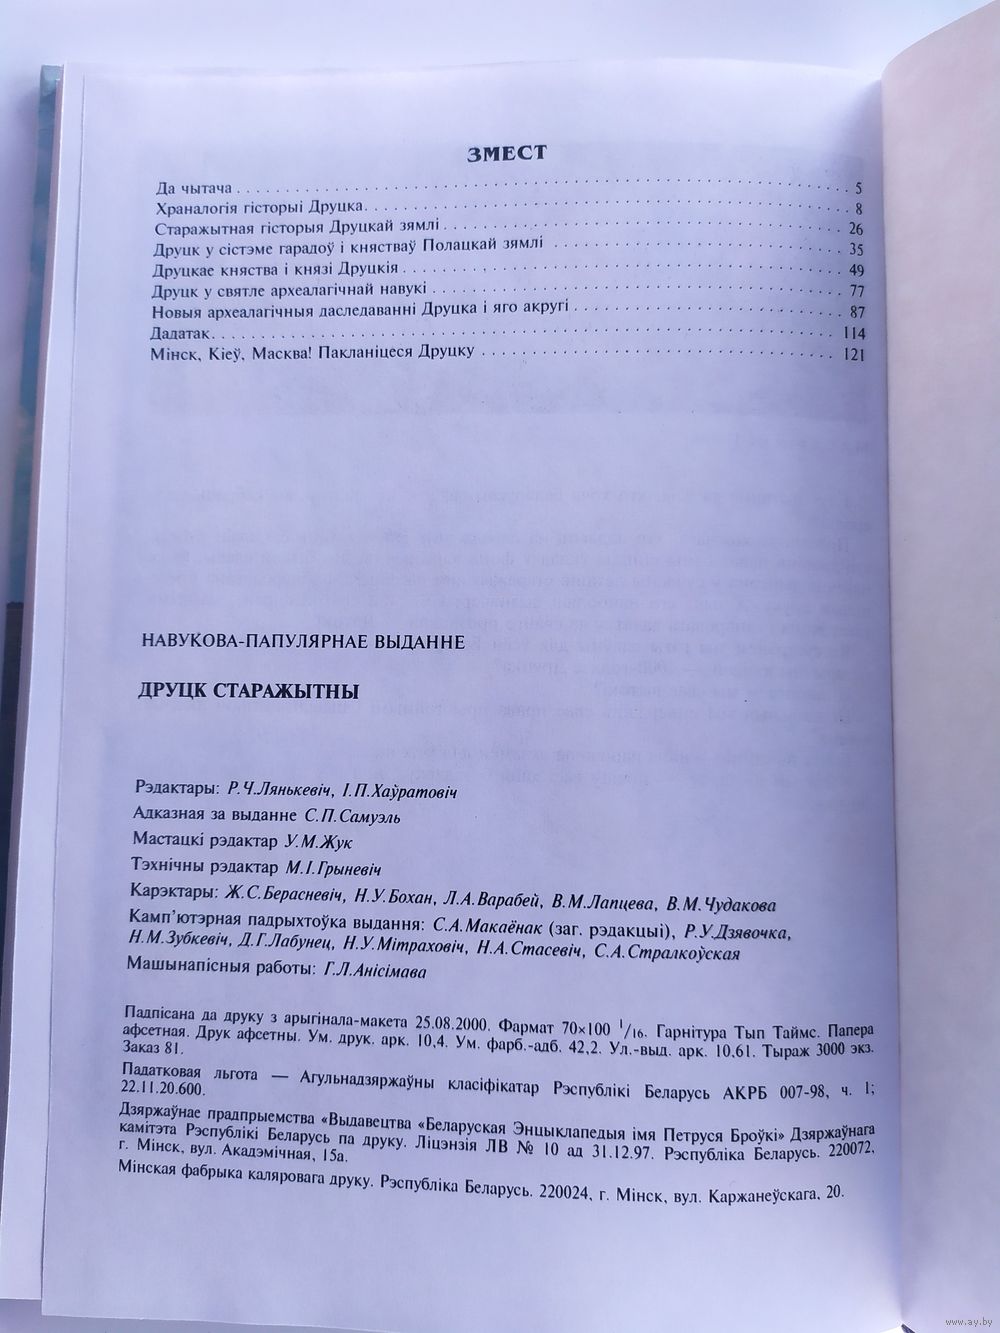 ЗМЕСТ
Да чытача . . . . . . . . . . . . . . . . . . . . . . . . . . . . . . 5
Храналогія гісторыі Друцка. . . . . . . . . . . . . . . . . . . . . . . . 8
Старажытная гісторыя Друцкай зямлі . . . . . . . . . . . . . . . . . . . . 26
Друцк у сістэме гарадоў і княстваў Полацкай зямлі . . . . . . . . . . . . . . 35
Друцкае княства і князі Друцкія . . . . . . . . . . . . . . . . . . . . . . 49
Друцк у святле археалагічнай навукі . . . . . . . . . . . . . . . . . . . . 77
Новыя археалагічныя даследаванні Друцка і яго акругі . . . . . . . . . . . . . 87
Дадатак. . . . . . . . . . . . . . . . . . . . . . . . . . . . . . . 114
Мінск, Кіеў, Масква! Пакланіцеся Друцку . . . . . . . . . . . . . . . . . . 121
НАВУКОВА-ПАПУЛЯРНАЕ ВЫДАННЕ
ДРУЦК СТАРАЖЫТНЫ
Рэдактары: Р.Ч.Лянькевіч, І.П.Хаўратовіч
Адказная за выданне С.П.Самуэль
Мастацкі рэдактар У.М.Жук
Тэхнічны рэдактар М.І.Грыневіч
Карэктары: Ж.С.Берасневіч, Н.У.Бохан, Л.А.Варабей, В.М.Лапцева, В.М.Чудакова
Камп'ютэрная падрыхтоўка выдання: С.А.Макаёнак (заг. рэдакцыі), Р.У.Дзявочка,
Н.М.Зубкевіч, Д.Г.Лабунец, Н.У.Мітраховіч, Н.А.Стасевіч, С.А.Стралкоўская
Машынапісныя работы: Г.Л.Анісімава
Падпісана да друку з арыгінала-макета 25.08.2000. Фармат 70×100 1/16. Гарнітура Тып Таймс. Папера
афсетная. Друк афсетны. Ум. друк. арк. 10,4. Ум. фарб.-адб. 42,2. Ул.-выд. арк. 10,61. Тыраж 3000 экз.
Заказ 81.
Падатковая льгота — Агульнадзяржаўны класіфікатар Рэспублікі Беларусь АКРБ 007-98, ч. 1;
22.11.20.600.
Дзяржаўнае прадпрыемства «Выдавецтва «Беларуская Энцыклапедыя імя Петруся Броўкі» Дзяржаўнага
камітэта Рэспублікі Беларусь па друку. Ліцэнзія ЛВ № 10 ад 31.12.97. Рэспубліка Беларусь. 220072,
г. Мінск, вул. Акадэмічная, 15а.
Мінская фабрыка каляровага друку. Рэспубліка Беларусь. 220024, г. Мінск, вул. Каржанеўскага, 20.
www.ay.by